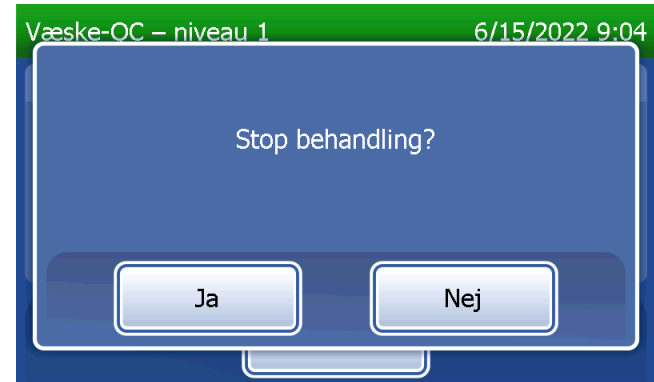 Væske-QC – niveau 1 6/15/2022 9:04
Stop behandling?
Ja Nej